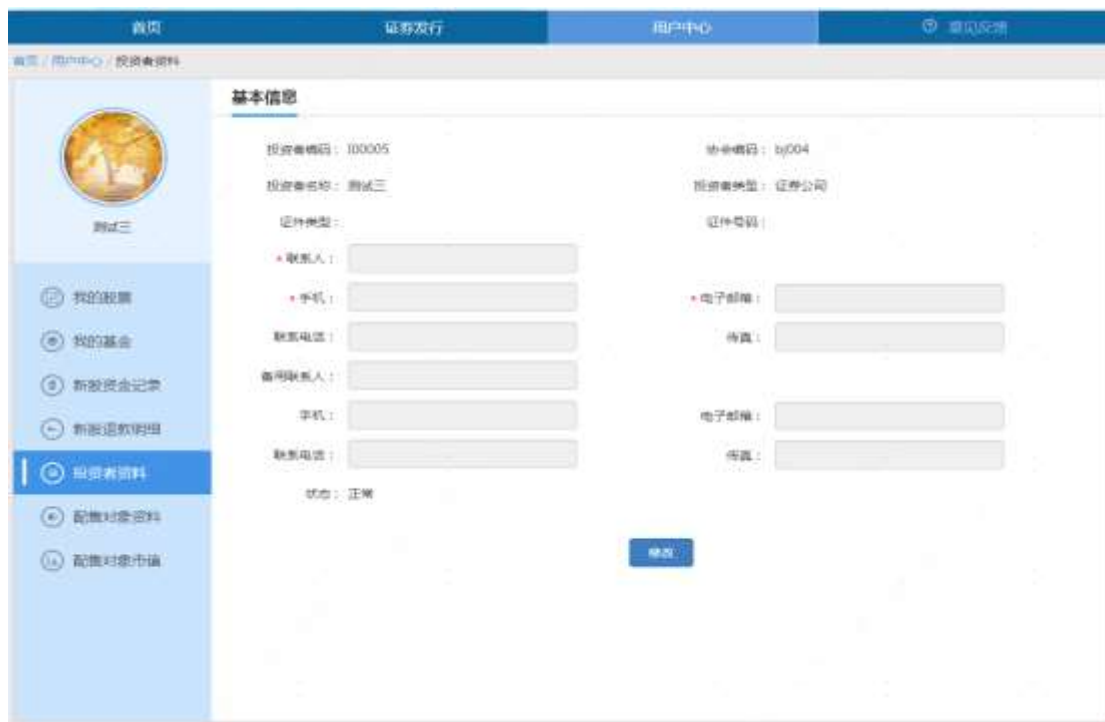 首页 证券发行 用户中心 意见反馈
首页 / 用户中心 / 投资者资料
基本信息
投资者编码： I00005 协会编码： bj004
投资者名称： 测试三 投资者类型： 证券公司
测试三
证件类型： 证件号码：
* 联系人：
我的股票
* 手机： * 电子邮箱：
我的基金
联系电话： 传真：
新股资金记录
备用联系人：
新股退款明细
手机： 电子邮箱：
投资者资料
联系电话： 传真：
状态： 正常
配售对象资料
修改
配售对象市值